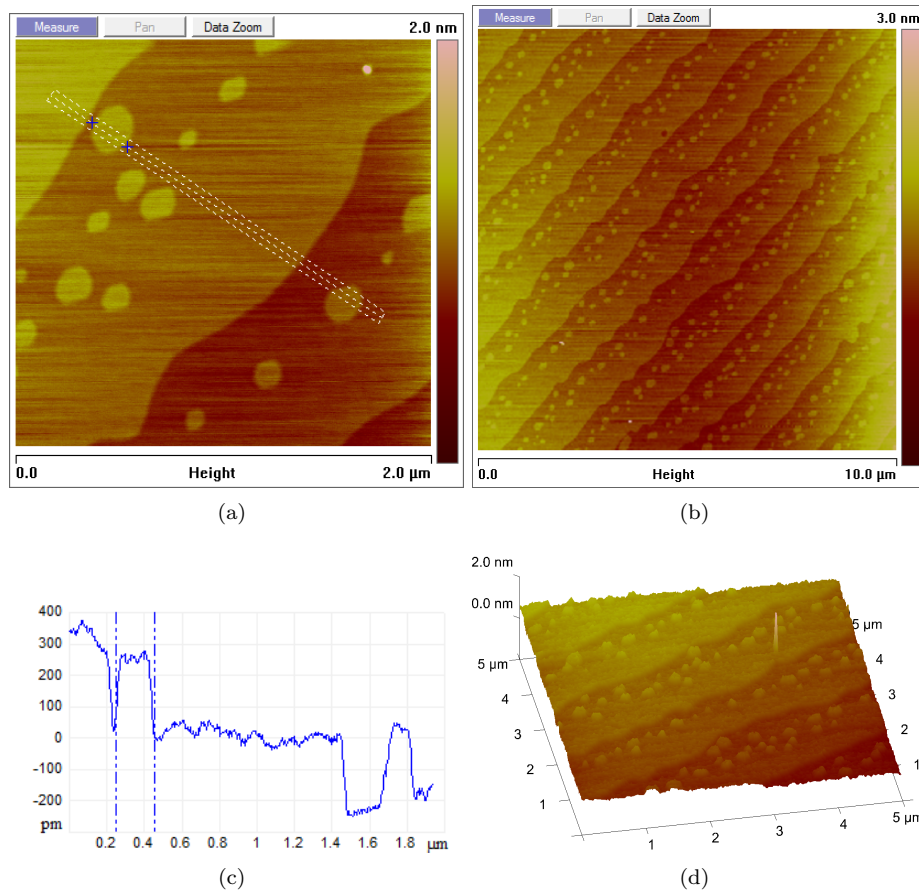 Measure Pan Data Zoom 2.0 nm
0.0 Height 2.0 µm
(a)
Measure Pan Data Zoom 3.0 nm
0.0 Height 10.0 µm
(b)
400
300
200
100
0
-100
-200
pm
0.2 0.4 0.6 0.8 1 1.2 1.4 1.6 1.8 µm
(c)
2.0 nm
0.0 nm
5 µm
4
3
2
1
5 µm
4
3
2
1
1 2 3 4 5 µm
(d)